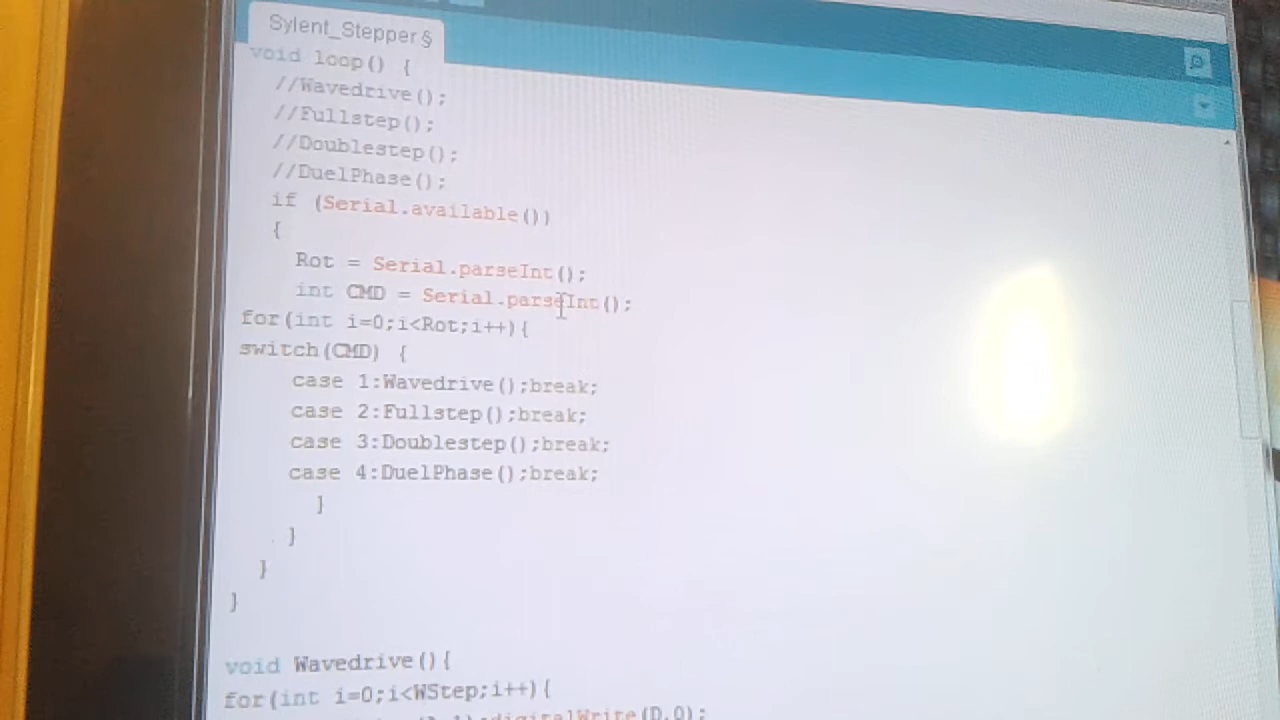 Sylent_Stepper §
void loop() {
//Wavedrive();
//Fullstep();
//Doublestep();
//DuelPhase();
if (Serial.available())
{
Rot = Serial.parseInt();
int CMD = Serial.parseInt();
for(int i=0;i<Rot;i++){
switch(CMD) {
case 1:Wavedrive();break;
case 2:Fullstep();break;
case 3:Doublestep();break;
case 4:DuelPhase();break;
}
}
}
}
void Wavedrive(){
for(int i=0;i<WStep;i++){
digitalWrite(D,0);